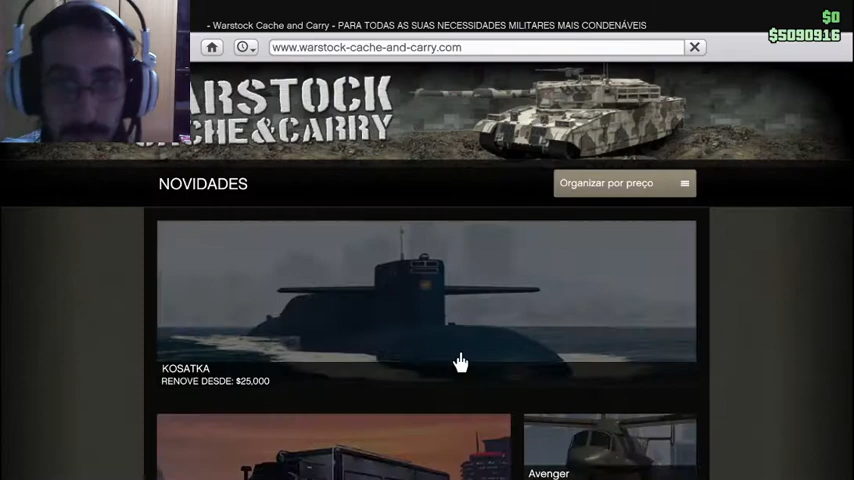 - Warstock Cache and Carry - PARA TODAS AS SUAS NECESSIDADES MILITARES MAIS CONDENÁVEIS
$0
$5090916
www.warstock-cache-and-carry.com
ARSTOCK
CACHE&CARRY
NOVIDADES
Organizar por preço
KOSATKA
RENOVE DESDE: $25,000
Avenger